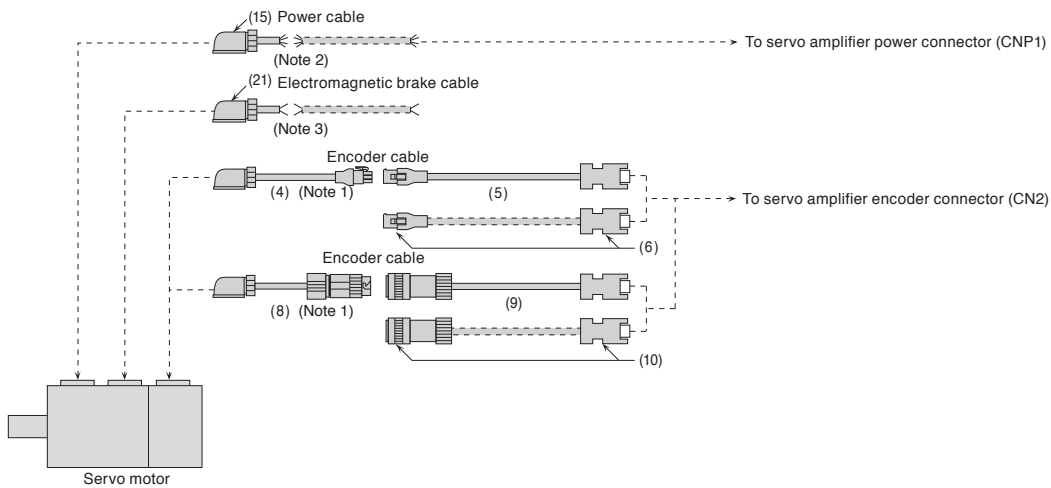 (15) Power cable
To servo amplifier power connector (CNP1)
(Note 2)
(21) Electromagnetic brake cable
(Note 3)
Encoder cable
(4) (Note 1)
(5)
To servo amplifier encoder connector (CN2)
(6)
Encoder cable
(8) (Note 1)
(9)
(10)
Servo motor